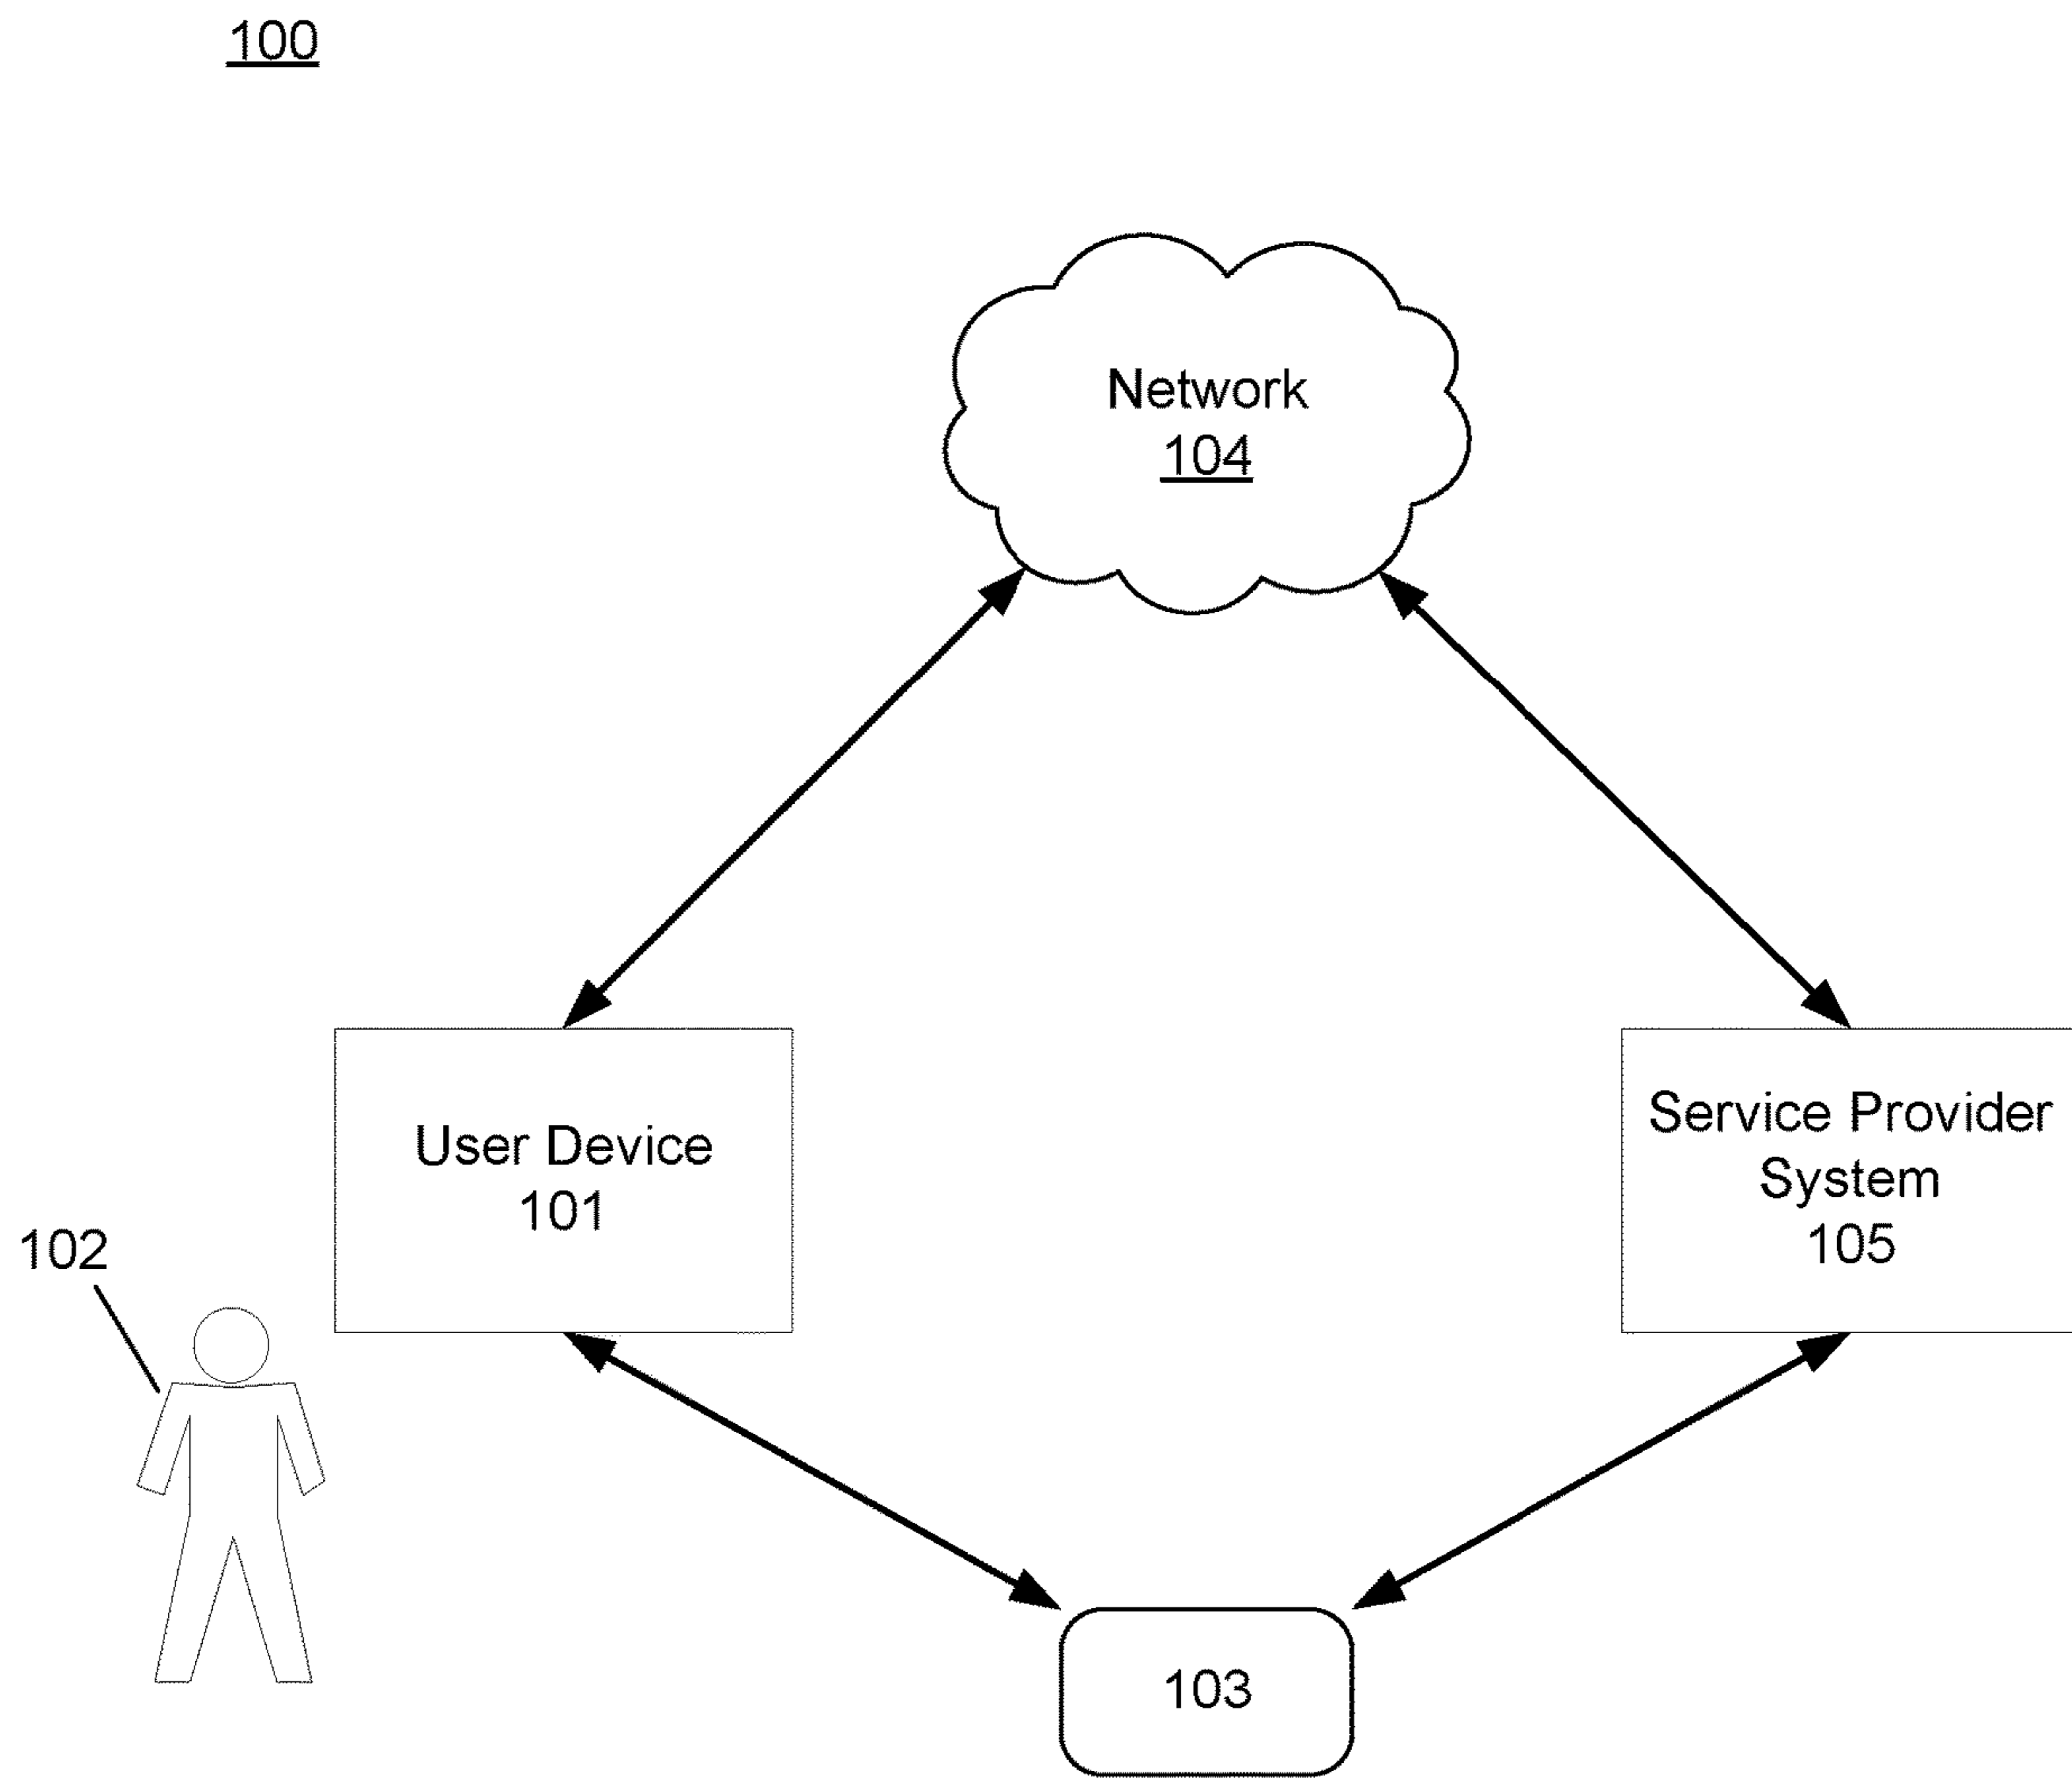 100
Network
104
User Device
101
Service Provider
System
105
102
103